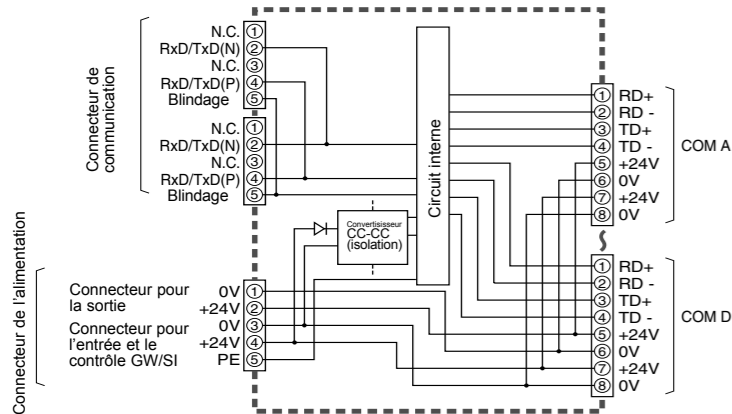 Connecteur de
communication
N.C. ①
RxD/TxD(N) ②
N.C. ③
RxD/TxD(P) ④
Blindage ⑤
N.C. ①
RxD/TxD(N) ②
N.C. ③
RxD/TxD(P) ④
Blindage ⑤
Circuit interne
Convertisseur
CC-CC
(isolation)
Connecteur de l'alimentation
Connecteur pour
la sortie
Connecteur pour
l'entrée et le
contrôle GW/SI
0V ①
+24V ②
0V ③
+24V ④
PE ⑤
① RD+
② RD -
③ TD+
④ TD -
⑤ +24V
⑥ 0V
⑦ +24V
⑧ 0V
COM A
① RD+
② RD -
③ TD+
④ TD -
⑤ +24V
⑥ 0V
⑦ +24V
⑧ 0V
COM D